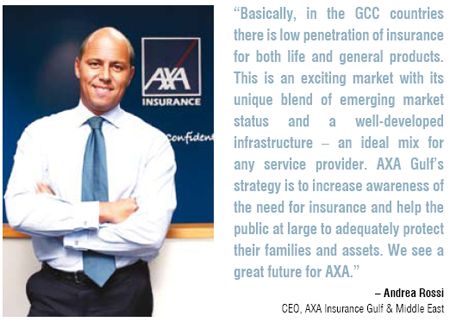 AXA
INSURANCE
Confident
“Basically, in the GCC countries
there is low penetration of insurance
for both life and general products.
This is an exciting market with its
unique blend of emerging market
status and a well-developed
infrastructure – an ideal mix for
any service provider. AXA Gulf’s
strategy is to increase awareness of
the need for insurance and help the
public at large to adequately protect
their families and assets. We see a
great future for AXA.”
– Andrea Rossi
CEO, AXA Insurance Gulf & Middle East